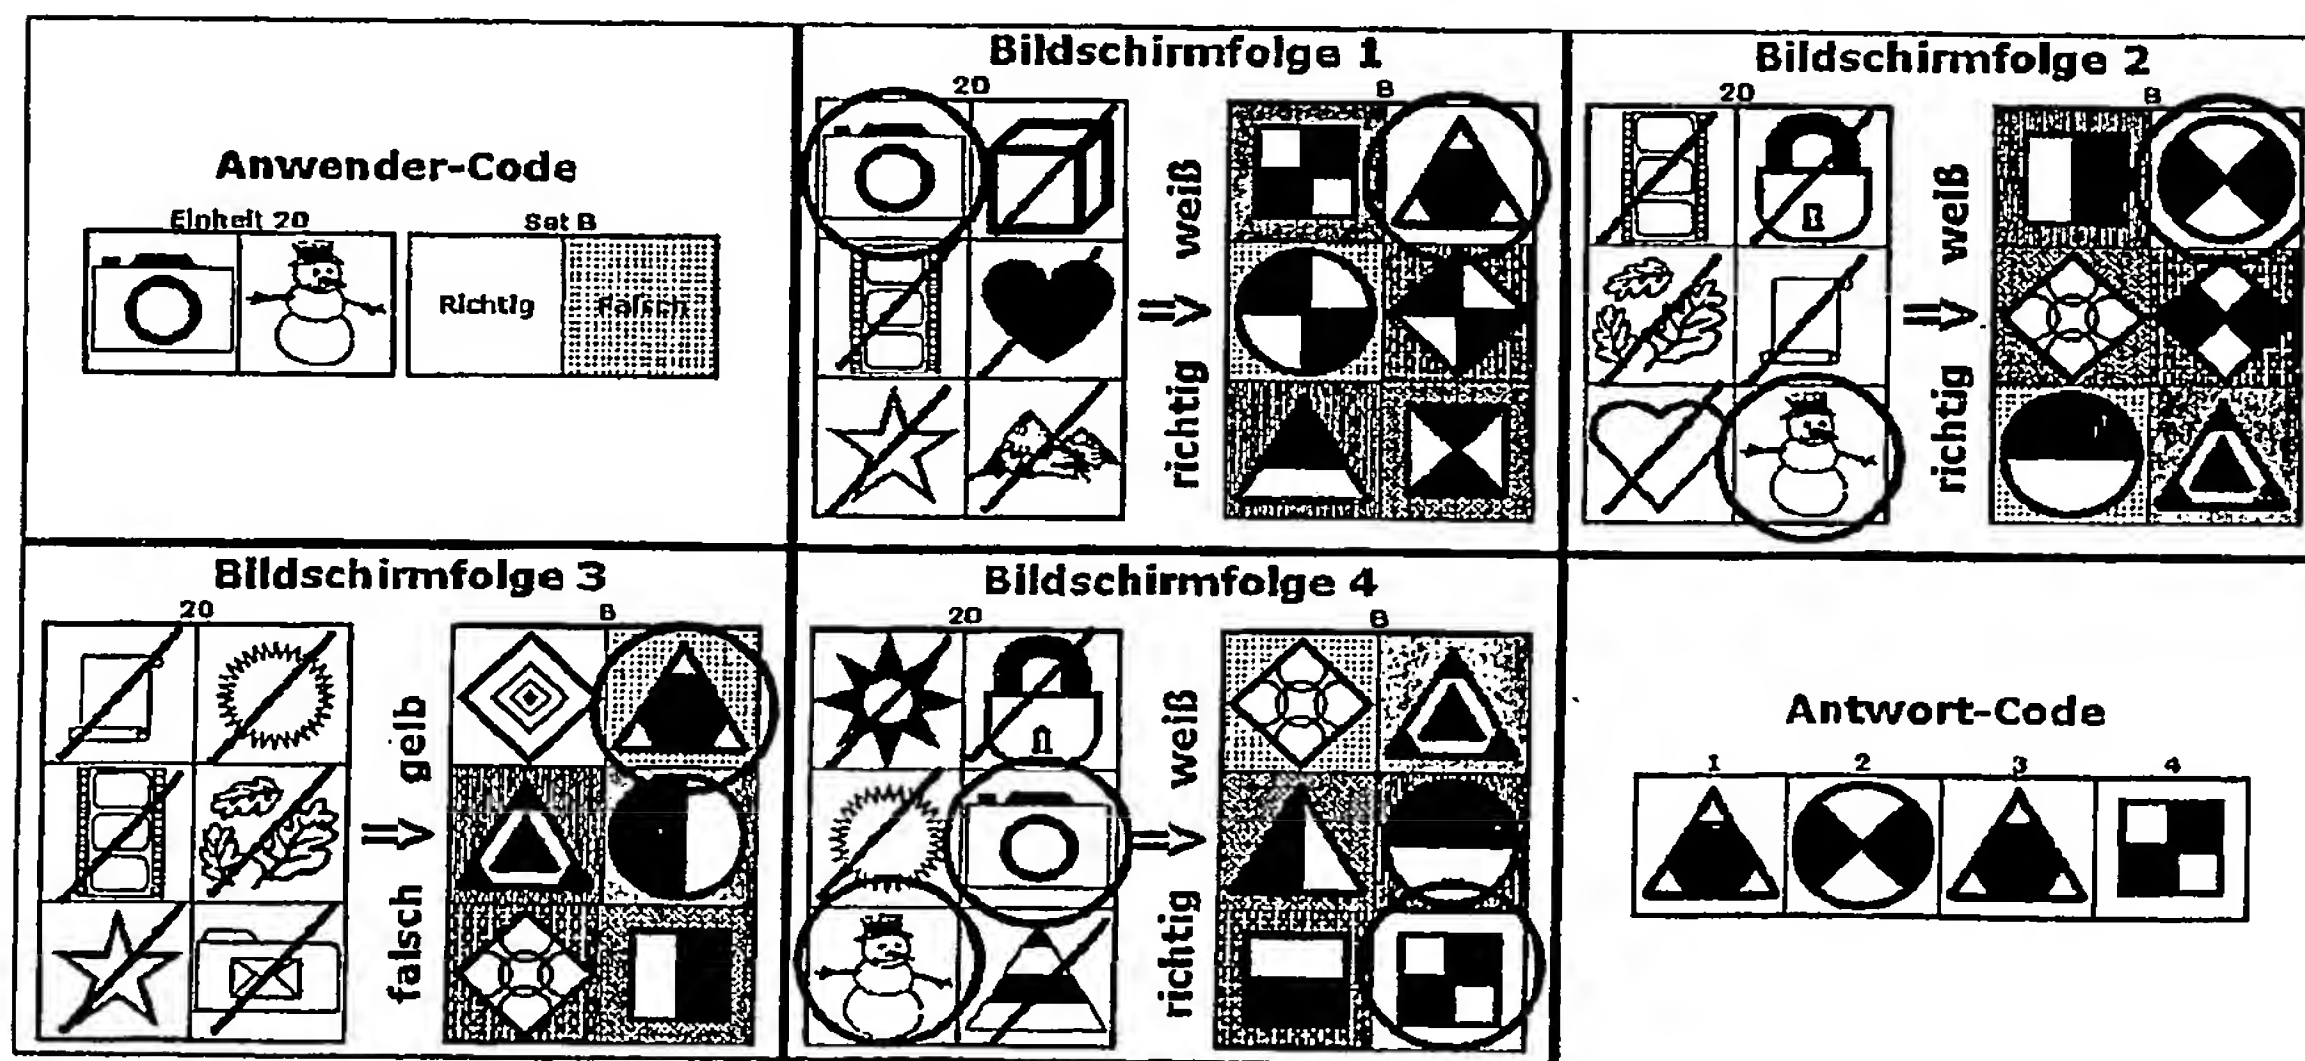 Anwender-Code
Einheit 20
Set B
Richtig
Falsch
Bildschirmfolge 1
20
B
weiß
richtig
Bildschirmfolge 2
20
B
weiß
richtig
Bildschirmfolge 3
20
B
gelb
falsch
Bildschirmfolge 4
20
B
weiß
richtig
Antwort-Code
1 2 3 4